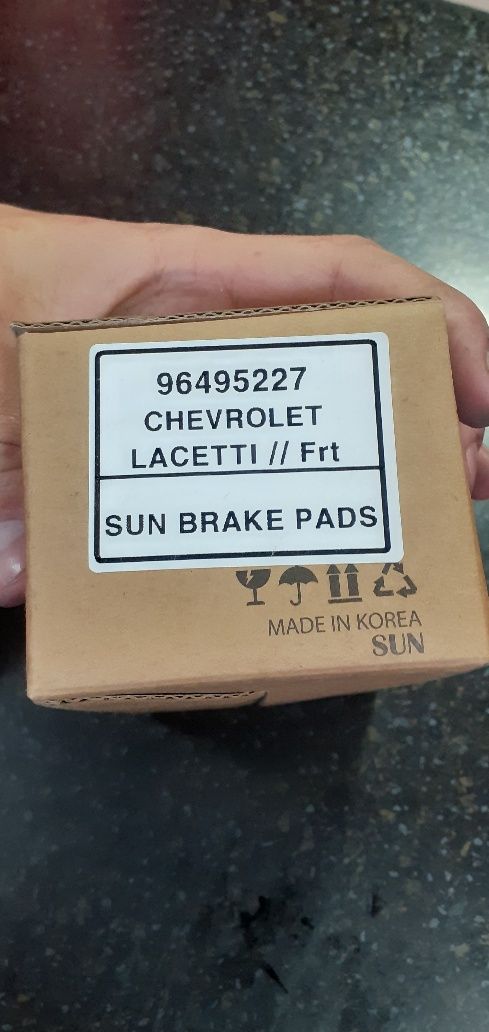 96495227
CHEVROLET
LACETTI // Frt
SUN BRAKE PADS
MADE IN KOREA
SUN